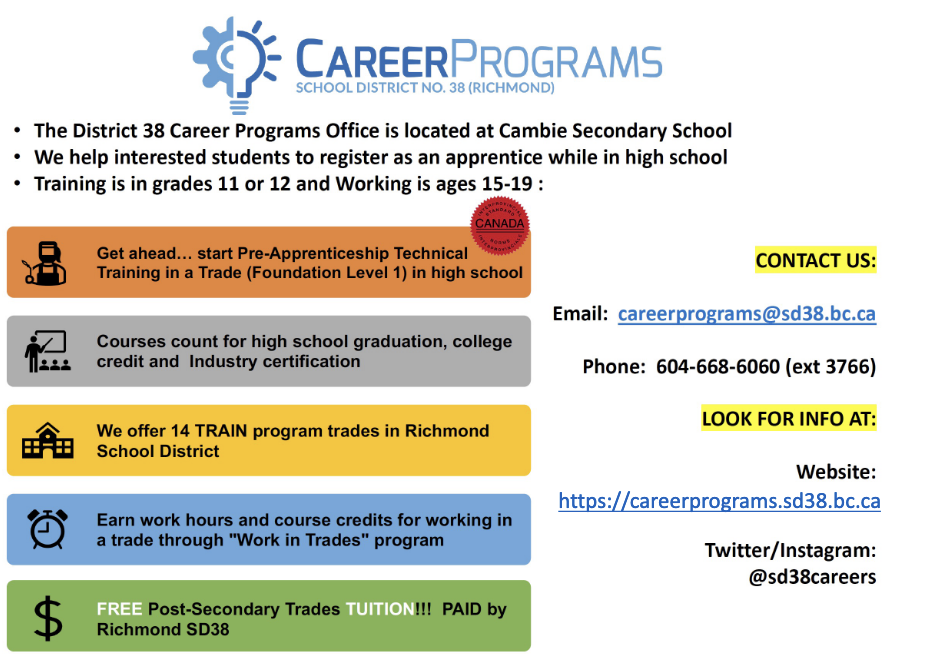 CAREERPROGRAMS
SCHOOL DISTRICT NO. 38 (RICHMOND)
• The District 38 Career Programs Office is located at Cambie Secondary School
• We help interested students to register as an apprentice while in high school
• Training is in grades 11 or 12 and Working is ages 15-19 :
INTERPROVINCIAL
STANDARD
CANADA
Get ahead… start Pre-Apprenticeship Technical
Training in a Trade (Foundation Level 1) in high school
Courses count for high school graduation, college
credit and Industry certification
We offer 14 TRAIN program trades in Richmond
School District
Earn work hours and course credits for working in
a trade through "Work in Trades" program
FREE Post-Secondary Trades TUITION!!! PAID by
Richmond SD38
CONTACT US:
Email: careerprograms@sd38.bc.ca
Phone: 604-668-6060 (ext 3766)
LOOK FOR INFO AT:
Website:
https://careerprograms.sd38.bc.ca
Twitter/Instagram:
@sd38careers